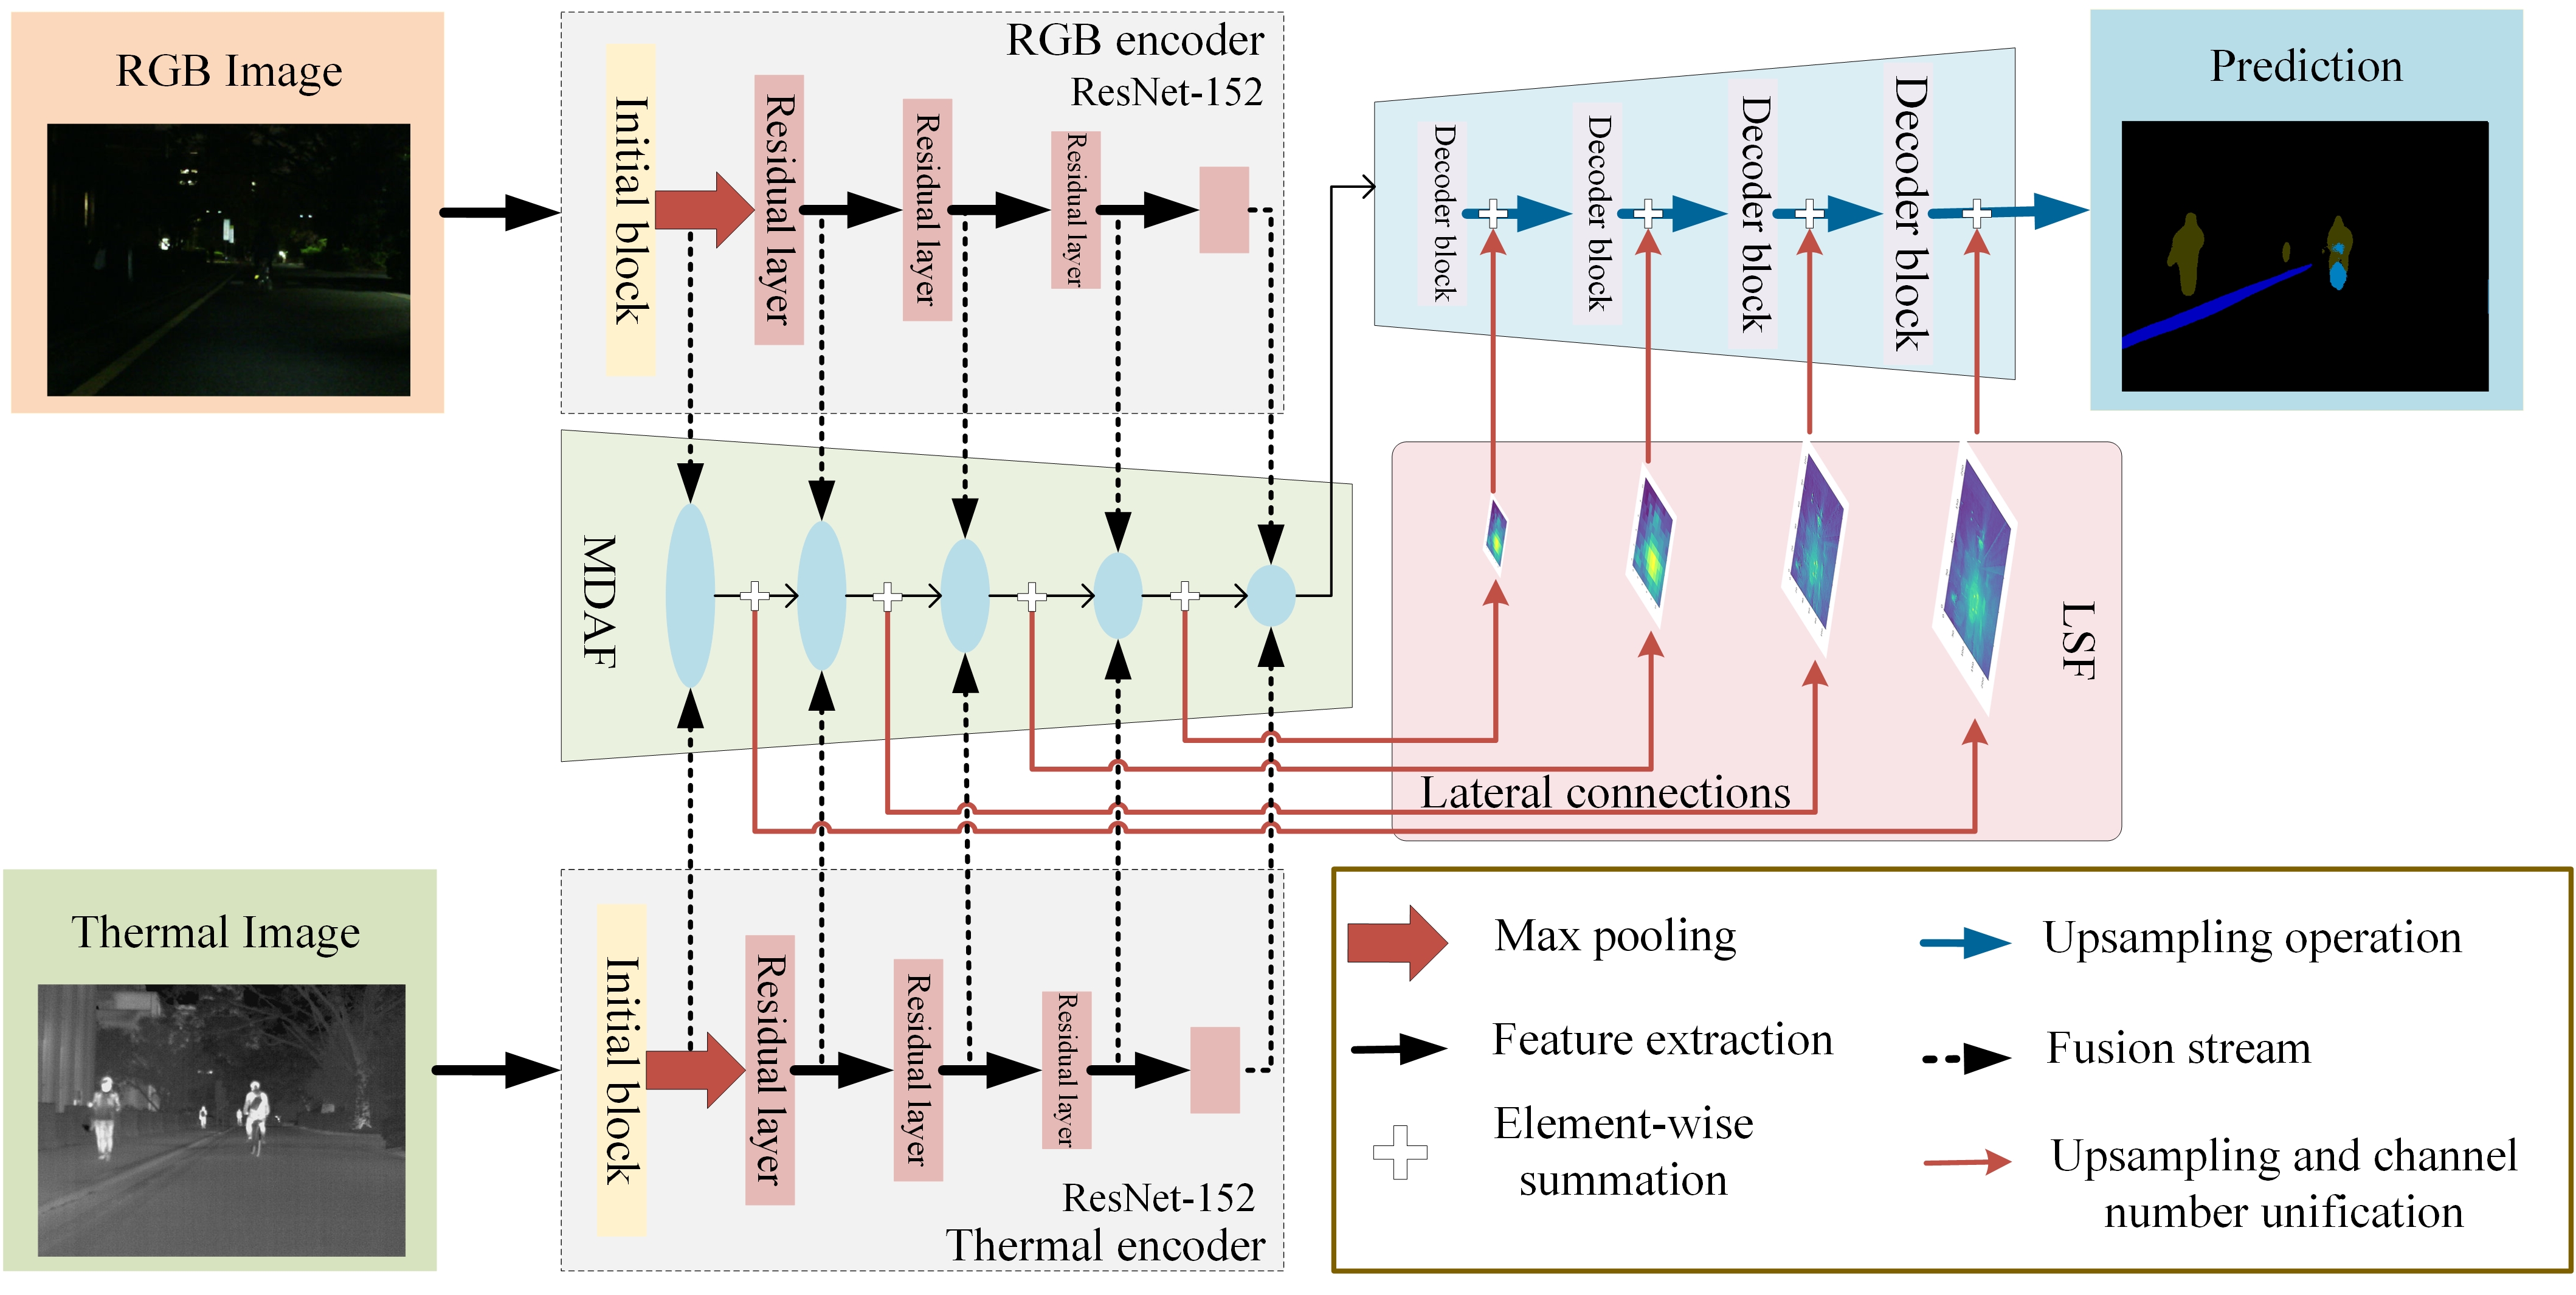 RGB Image
RGB encoder
ResNet-152
Initial block
Residual layer
Residual layer
Residual layer
Decoder block
Decoder block
Decoder block
Decoder block
Prediction
MDAF
LSF
Lateral connections
Thermal Image
Initial block
Residual layer
Residual layer
Residual layer
ResNet-152
Thermal encoder
Max pooling
Upsampling operation
Feature extraction
Fusion stream
Element-wise
summation
Upsampling and channel
number unification